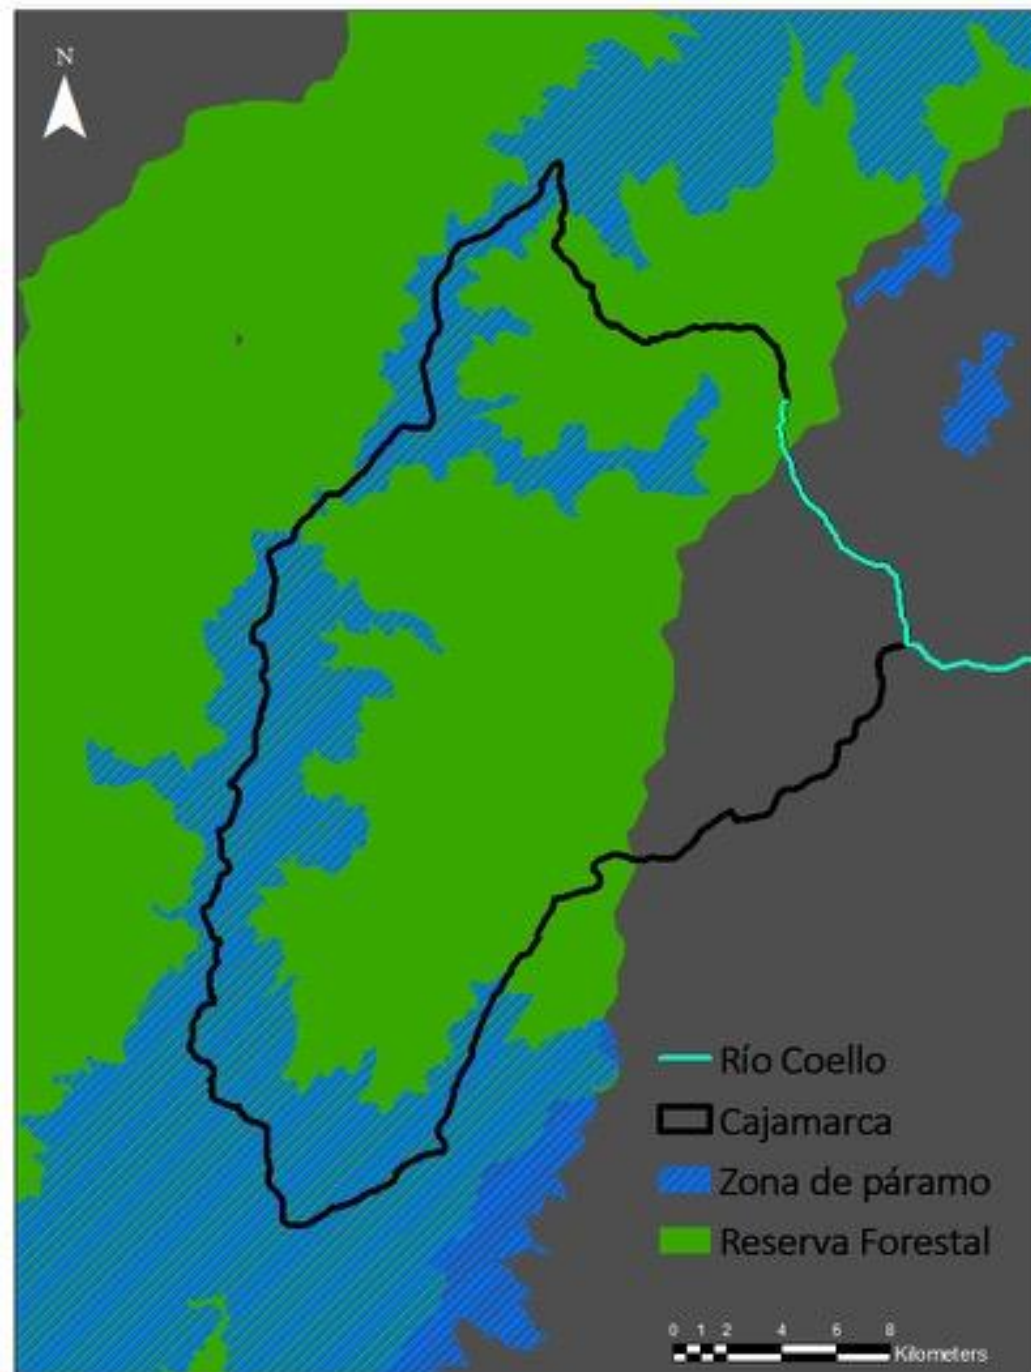 N
Río Coello
Cajamarca
Zona de páramo
Reserva Forestal
0 1 2 4 6 8
Kilometers